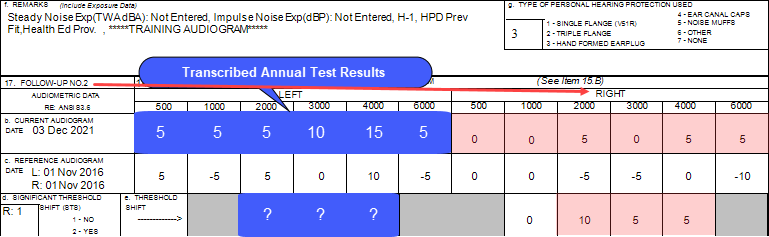 f. REMARKS (Include Exposure Data)
Steady Noise Exp(TWAdBA): Not Entered, Impulse Noise Exp(dBP): Not Entered, H-1, HPD Prev
Fit,Health Ed Prov. , *****TRAINING AUDIOGRAM*****
g. TYPE OF PERSONAL HEARING PROTECTION USED
3
1 - SINGLE FLANGE (V51R)
2 - TRIPLE FLANGE
3 - HAND FORMED EARPLUG
4 - EAR CANAL CAPS
5 - NOISE MUFFS
6 - OTHER
7 - NONE
Transcribed Annual Test Results
17. FOLLOW-UP NO.2 (See Item 15.B)
AUDIOMETRIC DATA LEFT RIGHT
RE: ANSI S3.6 500 1000 2000 3000 4000 6000 500 1000 2000 3000 4000 6000
b. CURRENT AUDIOGRAM
DATE 03 Dec 2021 5 5 5 10 15 5 0 0 5 0 5 5
c. REFERENCE AUDIOGRAM
DATE L: 01 Nov 2016 5 -5 5 0 10 -5 0 0 -5 -5 0 -10
R: 01 Nov 2016
d. SIGNIFICANT THRESHOLD SHIFT (STS)
R: 1
1 - NO
2 - YES
e. THRESHOLD SHIFT
-------------> ? ? ? 0 10 5 5